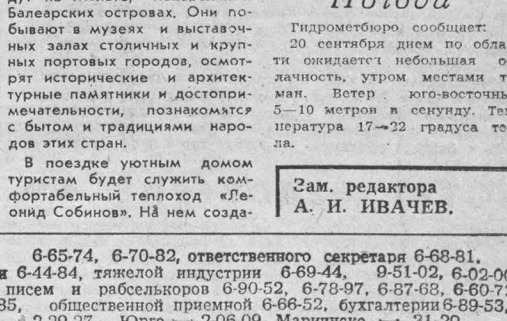 Балеарских островах. Они по-
бывают в музеях и выставоч-
ных залах столичных и круп-
ных портовых городов, осмот-
рят исторические и архитек-
турные памятники и достопри-
мечательности, познакомятся
с бытом и традициями наро-
дов этих стран.
В поездке уютным домом
туристам будет служить ком-
фортабельный теплоход «Ле-
онид Собинов». На нем созда-
Погода
Гидрометбюро сообщает:
20 сентября днем по обла-
ти ожидается небольшая о
лачность, утром местами т
ман. Ветер юго-восточны
5—10 метров в секунду. Те
пература 17—22 градуса те
ла.
Зам. редактора
А. И. ИВАЧЕВ.
6-65-74, 6-70-82, ответственного секретаря 6-68-81,
и 6-44-84, тяжелой индустрии 6-69-44, 9-51-02, 6-02-0
писем и рабселькоров 6-90-52, 6-78-97, 6-87-68, 6-60-7
85, общественной приемной 6-66-52, бухгалтерии 6-89-53,